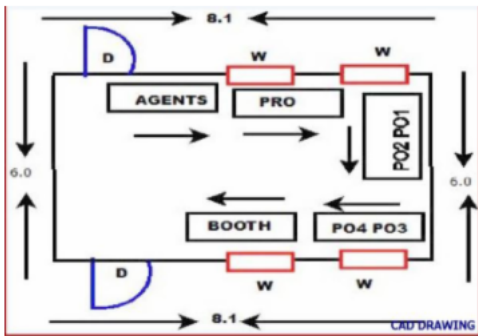 8.1
D
W
W
AGENTS
PRO
PO2 PO1
6.0
6.0
BOOTH
PO4 PO3
D
W
W
8.1
CAD DRAWING